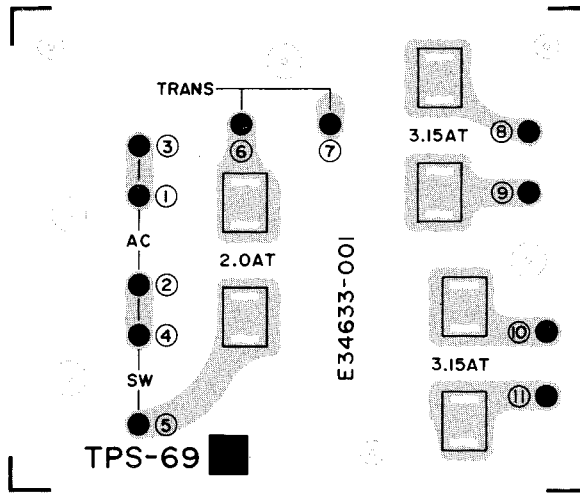 TRANS
③
⑥
⑦
3.15AT
⑧
①
⑨
AC
2.0AT
E34633-001
②
④
⑩
SW
3.15AT
⑤
⑪
TPS-69